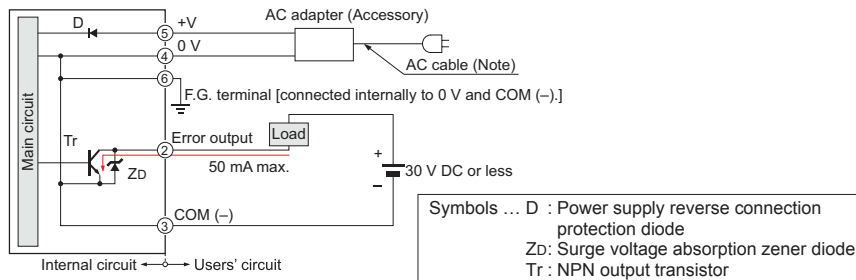 D
5
+V
AC adapter (Accessory)
4
0 V
AC cable (Note)
6
F.G. terminal [connected internally to 0 V and COM (–).]
Main circuit
Tr
2
Error output
Load
ZD
50 mA max.
+
–
30 V DC or less
3
COM (–)
Internal circuit
Users' circuit
Symbols … D : Power supply reverse connection
protection diode
ZD: Surge voltage absorption zener diode
Tr : NPN output transistor